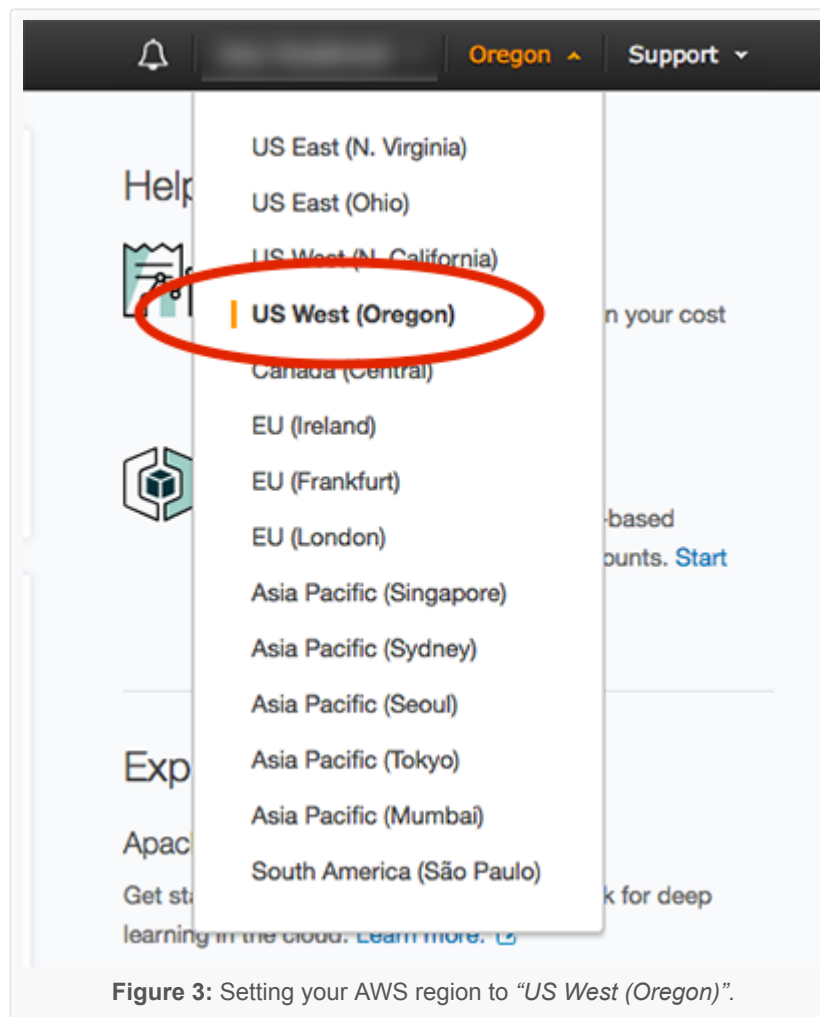 Oregon Support
US East (N. Virginia)
Help
US East (Ohio)
US West (N. California)
US West (Oregon)
n your cost
Canada (Central)
EU (Ireland)
EU (Frankfurt)
-based
EU (London)
ounts. Start
Asia Pacific (Singapore)
Asia Pacific (Sydney)
Asia Pacific (Seoul)
Exp
Asia Pacific (Tokyo)
Asia Pacific (Mumbai)
Apac
South America (São Paulo)
Get sta k for deep
learning in the cloud. Learn more.
Figure 3: Setting your AWS region to “US West (Oregon)”.